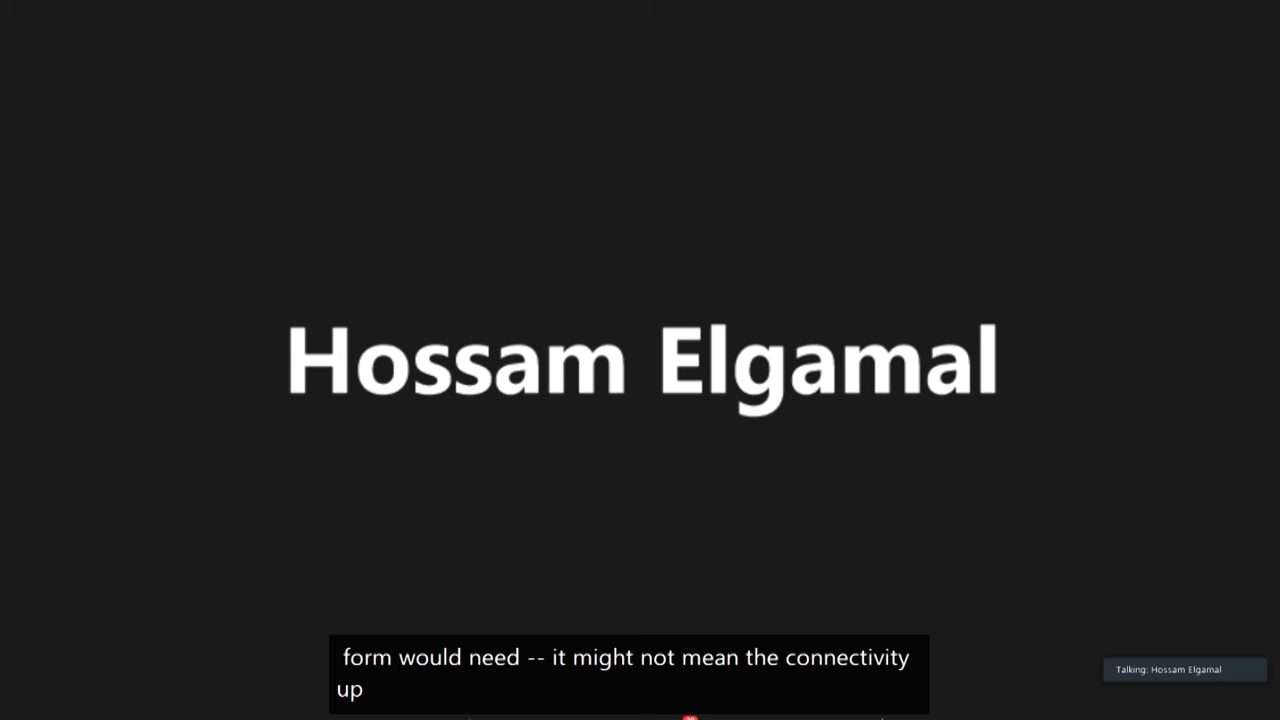 Hossam Elgamal
form would need -- it might not mean the connectivity
up
Talking: Hossam Elgamal